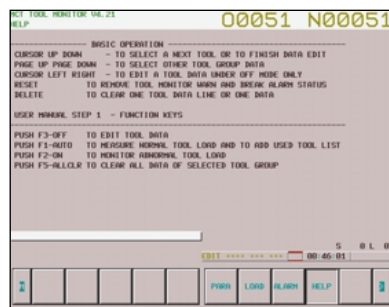 MCT TOOL MONITOR V4.21
HELP
O0051 N00051
BASIC OPERATION
CURSOR UP DOWN - TO SELECT A NEXT TOOL OR TO FINISH DATA EDIT
PAGE UP PAGE DOWN - TO SELECT OTHER TOOL GROUP DATA
CURSOR LEFT RIGHT - TO EDIT A TOOL DATA UNDER OFF MODE ONLY
RESET TO REMOVE TOOL MONITOR WARN AND BREAK ALARM STATUS
DELETE TO CLEAR ONE TOOL DATA LINE OR ONE DATA
USER MANUAL STEP 1 - FUNCTION KEYS
PUSH F3-OFF TO EDIT TOOL DATA
PUSH F1-AUTO TO MEASURE NORMAL TOOL LOAD AND TO ADD USED TOOL LIST
PUSH F2-ON TO MONITOR ABNORMAL TOOL LOAD
PUSH F5-ALLCLR TO CLEAR ALL DATA OF SELECTED TOOL GROUP
S 0 L 0
EDIT **** *** *** 00:46:01
PARA LOAD ALARM HELP